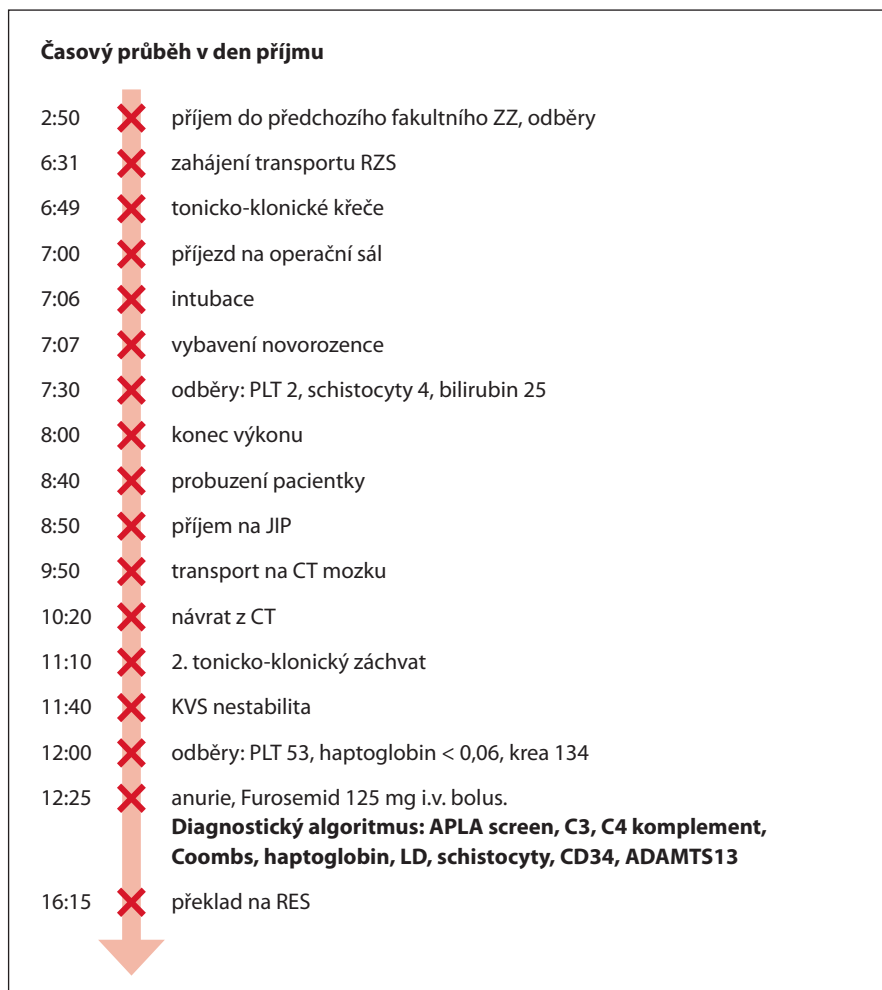 Časový průběh v den příjmu
2:50 příjem do předchozího fakultního ZZ, odběry
6:31 zahájení transportu RZS
6:49 tonicko-klonické křeče
7:00 příjezd na operační sál
7:06 intubace
7:07 vybavení novorozence
7:30 odběry: PLT 2, schistocyty 4, bilirubin 25
8:00 konec výkonu
8:40 probuzení pacientky
8:50 příjem na JIP
9:50 transport na CT mozku
10:20 návrat z CT
11:10 2. tonicko-klonický záchvat
11:40 KVS nestabilita
12:00 odběry: PLT 53, haptoglobin < 0,06, krea 134
12:25 anurie, Furosemid 125 mg i.v. bolus.
Diagnostický algoritmus: APLA screen, C3, C4 komplement,
Coombs, haptoglobin, LD, schistocyty, CD34, ADAMTS13
16:15 překlad na RES